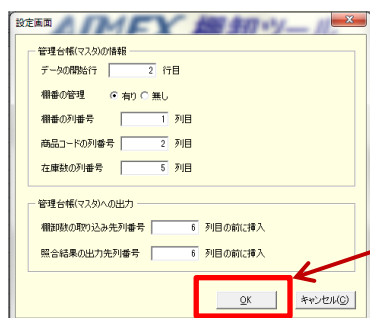 設定画面
AIMEX 棚卸ツール
管理台帳(マスタ)の情報
データの開始行 2 行目
棚番の管理 有り 無し
棚番の列番号 1 列目
商品コードの列番号 2 列目
在庫数の列番号 5 列目
管理台帳(マスタ)への出力
棚卸数の取り込み先列番号 6 列目の前に挿入
照合結果の出力先列番号 6 列目の前に挿入
OK キャンセル(C)